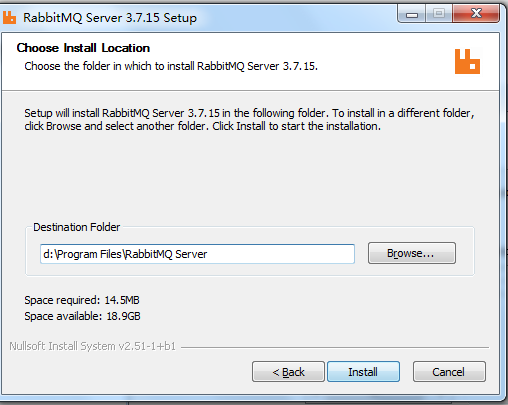 RabbitMQ Server 3.7.15 Setup
Choose Install Location
Choose the folder in which to install RabbitMQ Server 3.7.15.
Setup will install RabbitMQ Server 3.7.15 in the following folder. To install in a different folder,
click Browse and select another folder. Click Install to start the installation.
Destination Folder
d:\Program Files\RabbitMQ Server
Browse...
Space required: 14.5MB
Space available: 18.9GB
Nullsoft Install System v2.51-1+b1
< Back
Install
Cancel